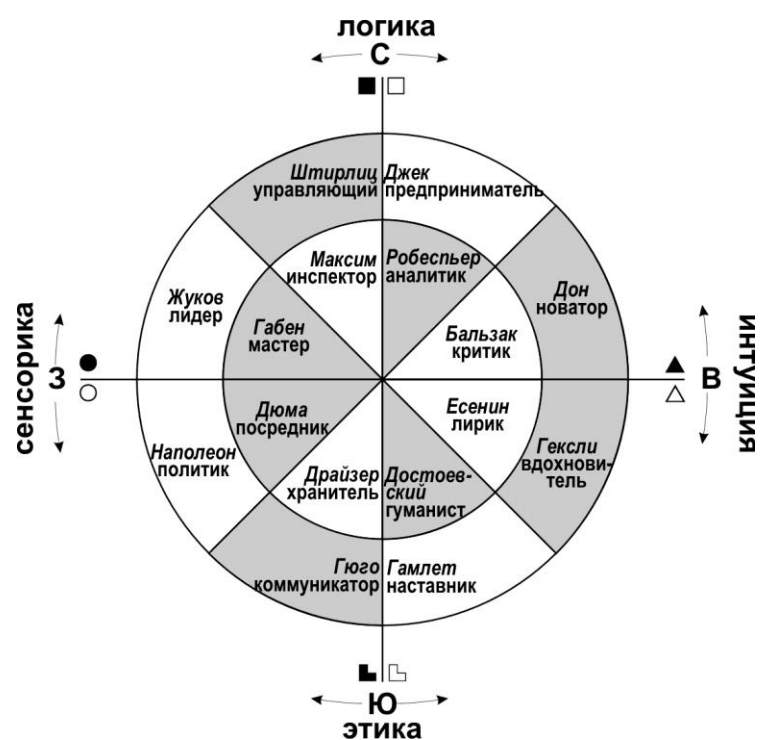 логика
С
Штирлиц
управляющий
Джек
предприниматель
Максим
инспектор
Робеспьер
аналитик
Жуков
лидер
Дон
новатор
Габен
мастер
Бальзак
критик
сенсорика
З
В
интуиция
Дюма
посредник
Есенин
лирик
Наполеон
политик
Гексли
вдохнови-
тель
Драйзер
хранитель
Достоев-
ский
гуманист
Гюго
коммуникатор
Гамлет
наставник
Ю
этика